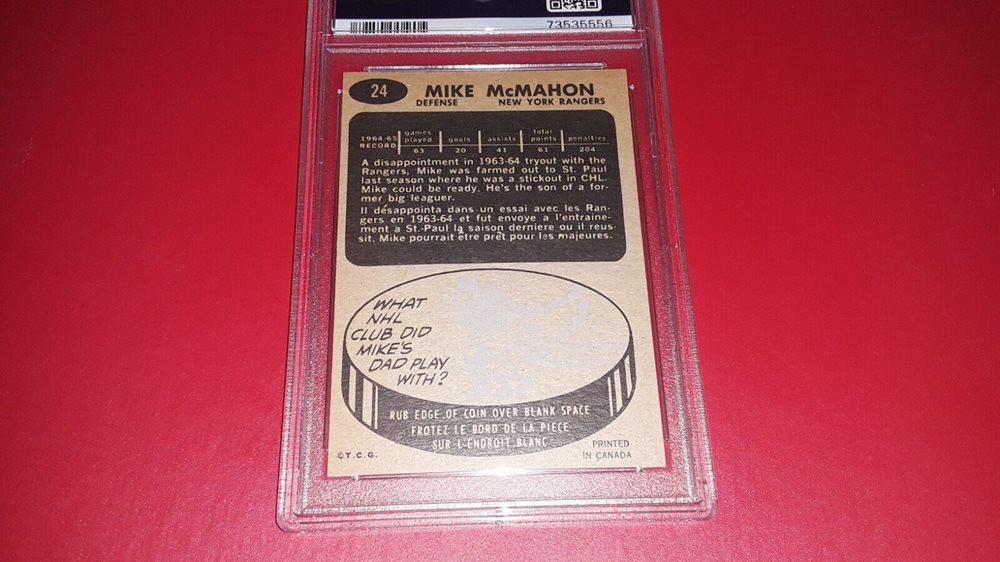 73535556
24 MIKE McMAHON
DEFENSE NEW YORK RANGERS
1964-65 RECORD games played goals assists total points penalties
63 20 41 61 204
A disappointment in 1963-64 tryout with the
Rangers, Mike was farmed out to St. Paul
last season where he was a stickout in CHL.
Mike could be ready. He's the son of a for-
mer big leaguer.
Il désappointa dans un essai avec les Ran-
gers en 1963-64 et fut envoye a l'entraine-
ment a St.-Paul la saison derniere ou il reus-
sit. Mike pourrait être prêt pour les majeures.
WHAT
NHL
CLUB DID
MIKE'S
DAD PLAY
WITH?
RUB EDGE OF COIN OVER BLANK SPACE
FROTEZ LE BORD DE LA PIECE
SUR L'ENDROIT BLANC
©T.C.G.
PRINTED
IN CANADA